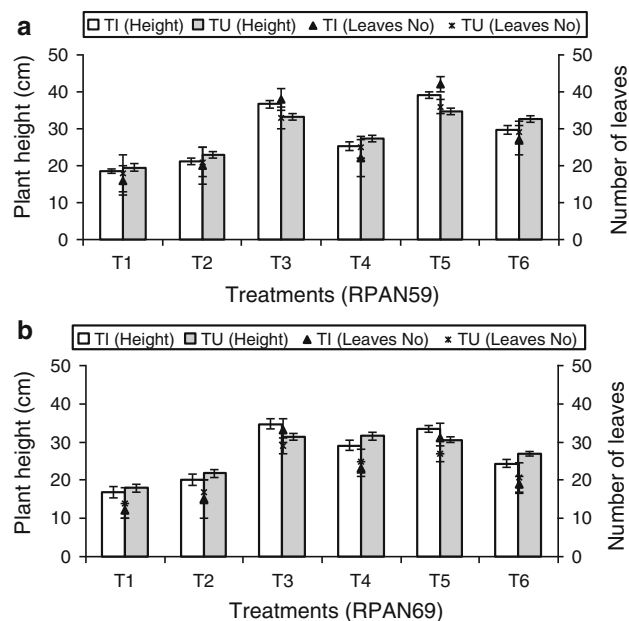 a
TI (Height) TU (Height) TI (Leaves No) TU (Leaves No)
Plant height (cm)
50
40
30
20
10
0
50
40
30
20
10
0
Number of leaves
T1 T2 T3 T4 T5 T6
Treatments (RPAN59)
b
TI (Height) TU (Height) TI (Leaves No) TU (Leaves No)
Plant height (cm)
50
40
30
20
10
0
50
40
30
20
10
0
Number of leaves
T1 T2 T3 T4 T5 T6
Treatments (RPAN69)